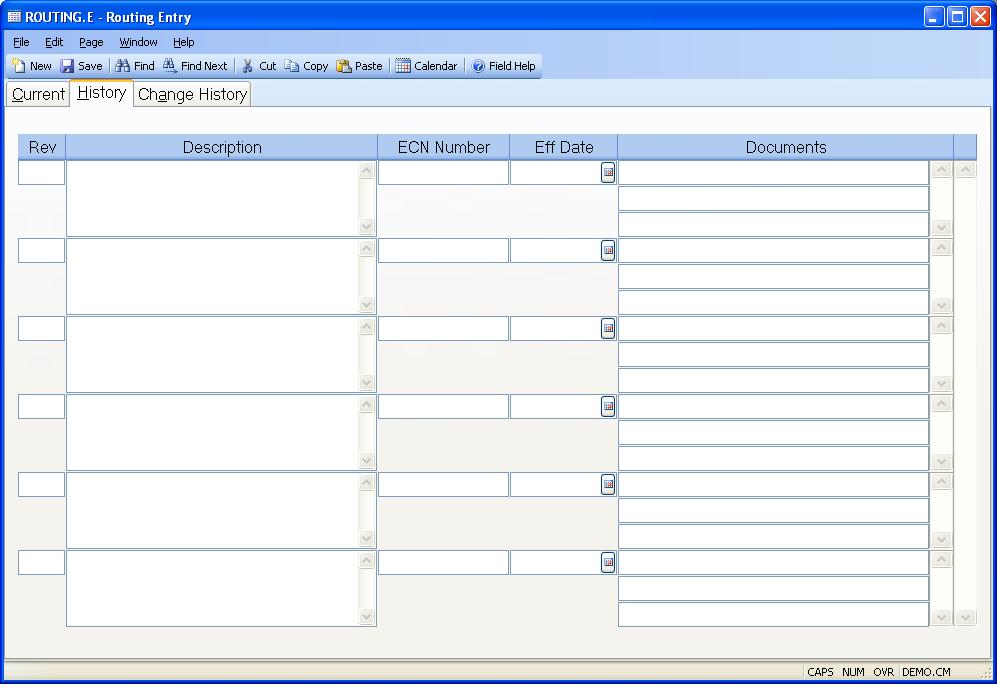 ROUTING.E - Routing Entry
File Edit Page Window Help
New Save Find Find Next Cut Copy Paste Calendar Field Help
Current History Change History
Rev Description ECN Number Eff Date Documents
CAPS NUM OVR DEMO.CM